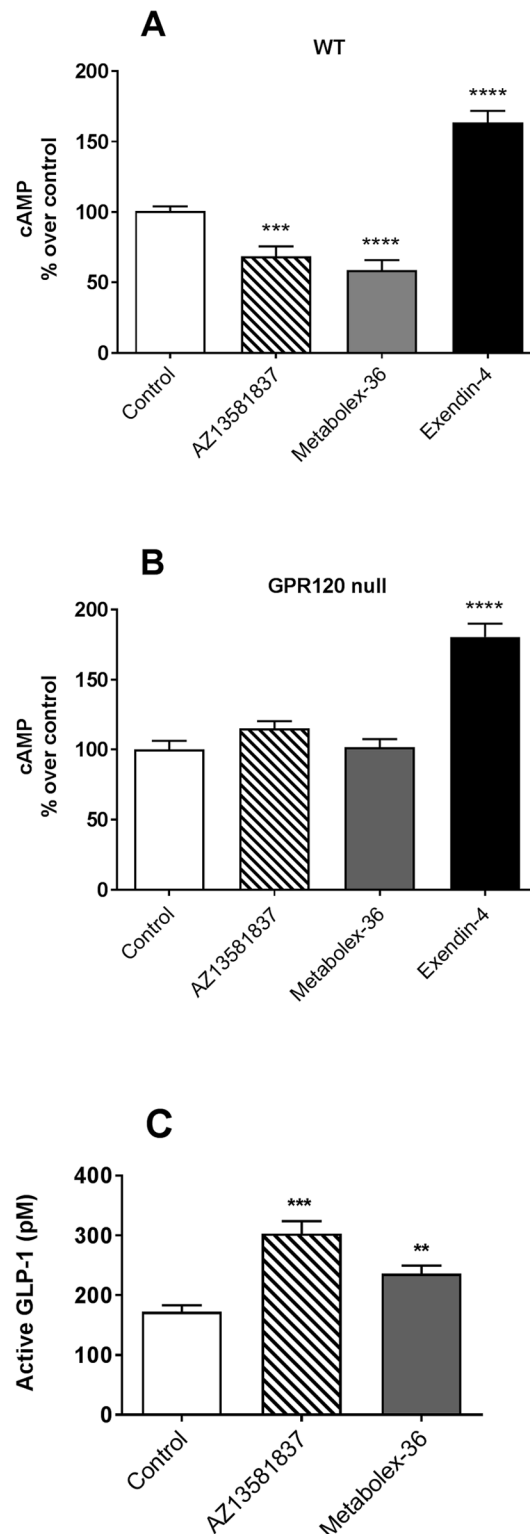 A
WT
cAMP
% over control
200
150
100
50
0
***
****
****
Control
AZ13581837
Metabolex-36
Exendin-4
B
GPR120 null
cAMP
% over control
200
150
100
50
0
****
Control
AZ13581837
Metabolex-36
Exendin-4
C
Active GLP-1 (pM)
400
300
200
100
0
***
**
Control
AZ13581837
Metabolex-36